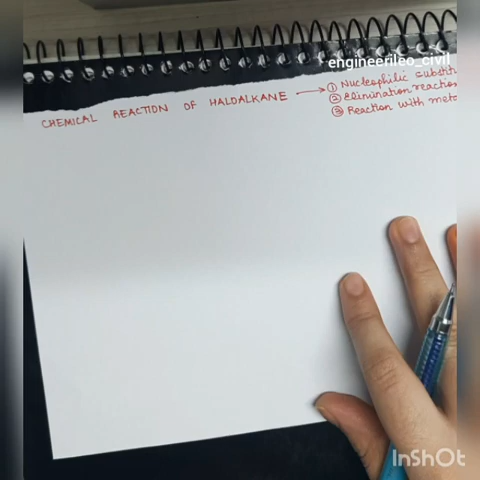 engineerileo_civil
CHEMICAL REACTION OF HALOALKANE → ① Nucleophilic
② Elimination
③ Reaction with
InShOt